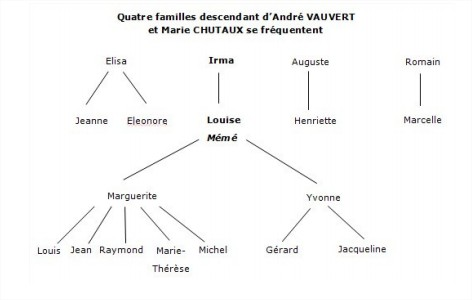 Quatre familles descendant d'André VAUVERT
et Marie CHUTAUX se fréquentent
Elisa Irma Auguste Romain
Jeanne Eleonore Louise Henriette Marcelle
Mémé
Marguerite Yvonne
Louis Jean Raymond Marie- Michel Gérard Jacqueline
Thérèse